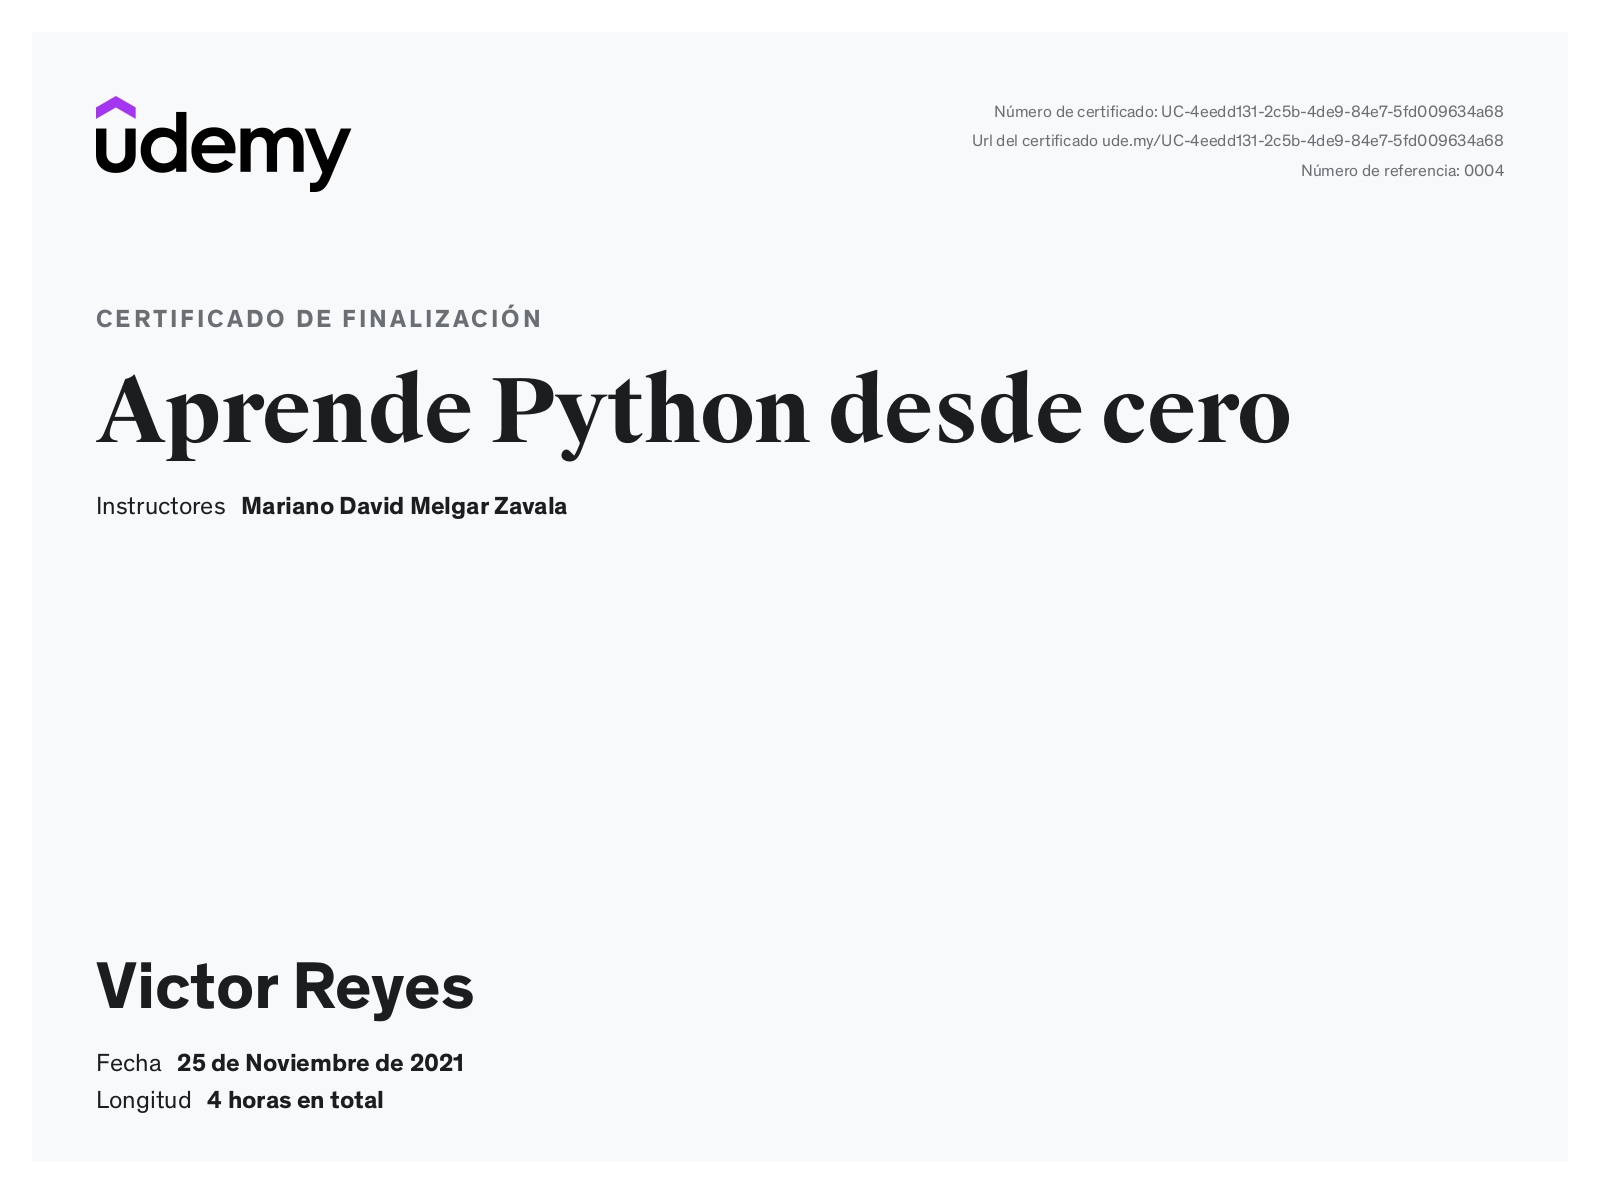 udemy
Número de certificado: UC-4eedd131-2c5b-4de9-84e7-5fd009634a68
Url del certificado ude.my/UC-4eedd131-2c5b-4de9-84e7-5fd009634a68
Número de referencia: 0004
CERTIFICADO DE FINALIZACIÓN
Aprende Python desde cero
Instructores Mariano David Melgar Zavala
Victor Reyes
Fecha 25 de Noviembre de 2021
Longitud 4 horas en total